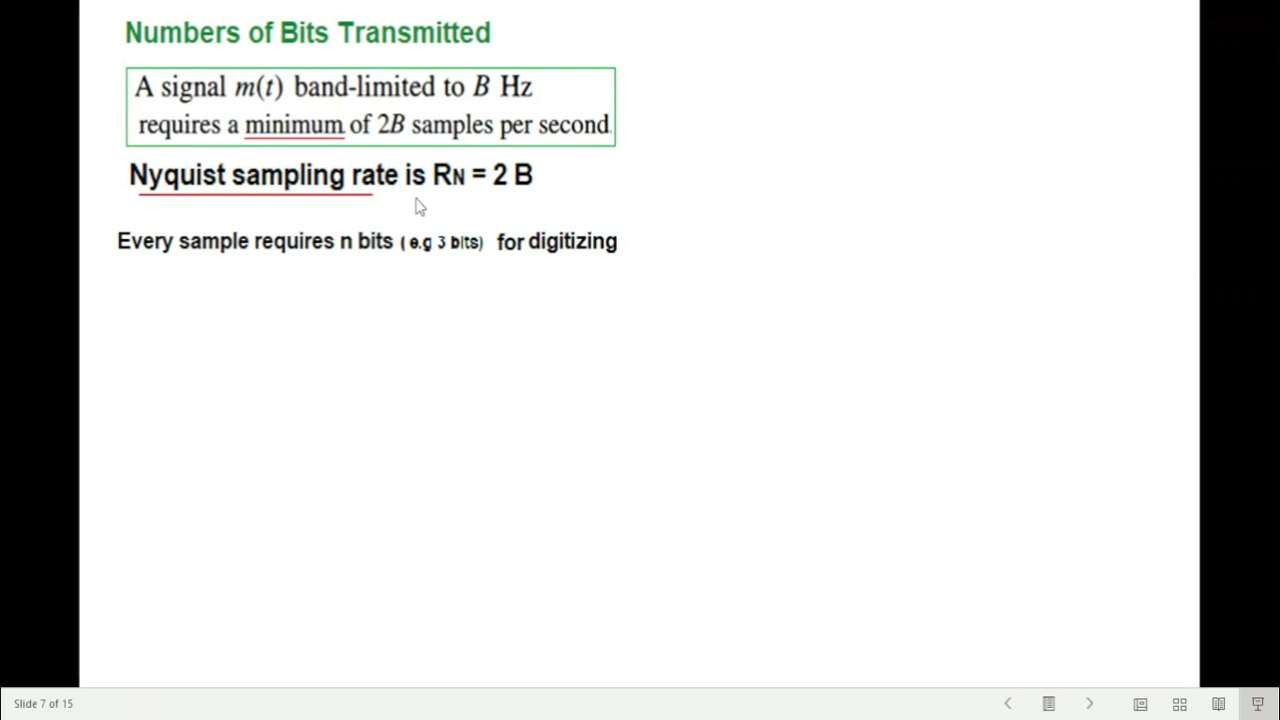 Numbers of Bits Transmitted
A signal m(t) band-limited to B Hz
requires a minimum of 2B samples per second.
Nyquist sampling rate is RN = 2 B
Every sample requires n bits ( e.g 3 bits) for digitizing
Slide 7 of 15